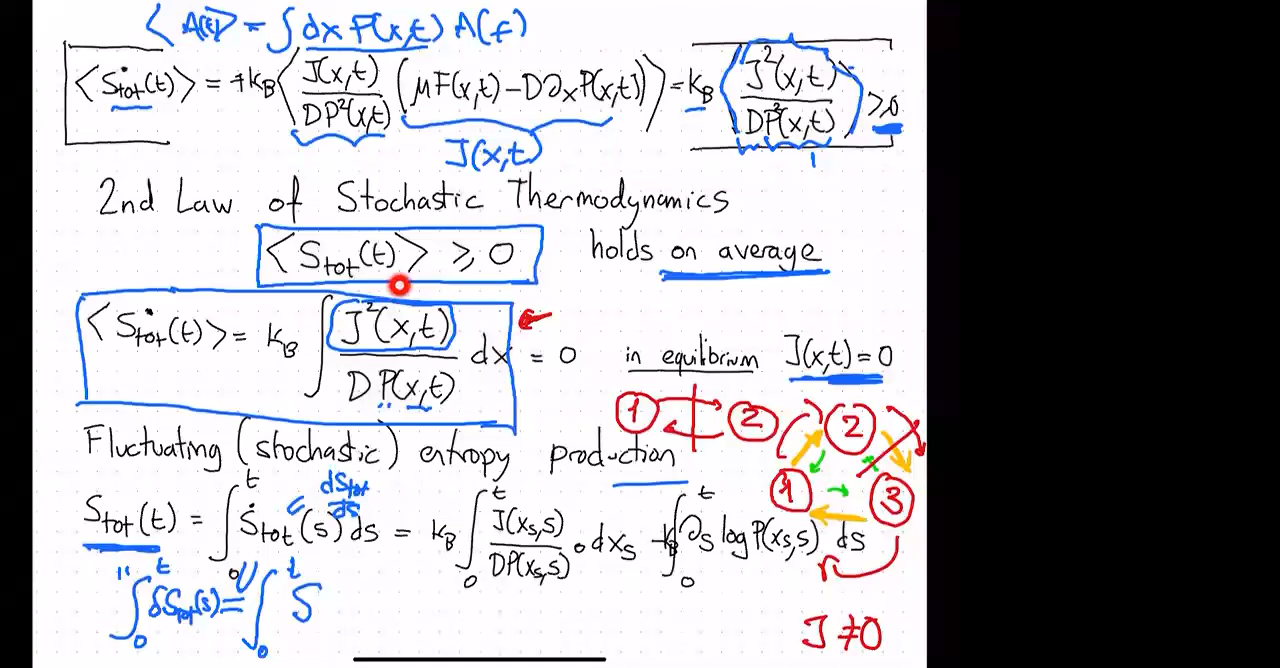 ⟨A(t)⟩ = ∫ dx P(x,t) A(t)
⟨Ṡtot(t)⟩ = +kB ⟨ J(x,t) / DP²(x,t) (μF(x,t) − D∂xP(x,t)) ⟩ = kB ⟨ J²(x,t) / DP²(x,t) ⟩ ≥ 0
J(x,t)
2nd Law of Stochastic Thermodynamics
⟨Stot(t)⟩ ≥ 0 holds on average
⟨Ṡtot(t)⟩ = kB ∫ J²(x,t) / DP(x,t) dx = 0 in equilibrium J(x,t) = 0
1 2 2
1 3
Fluctuating (stochastic) entropy production
dStot/ds
Stot(t) = ∫₀ᵗ Ṡtot(s) ds = kB ∫₀ᵗ J(xs,s) / DP(xs,s) ∘ dxs − kB ∫₀ᵗ ∂s log P(xs,s) ds
∫₀ᵗ δStot(s) = ∫₀ᵗ S
J ≠ 0